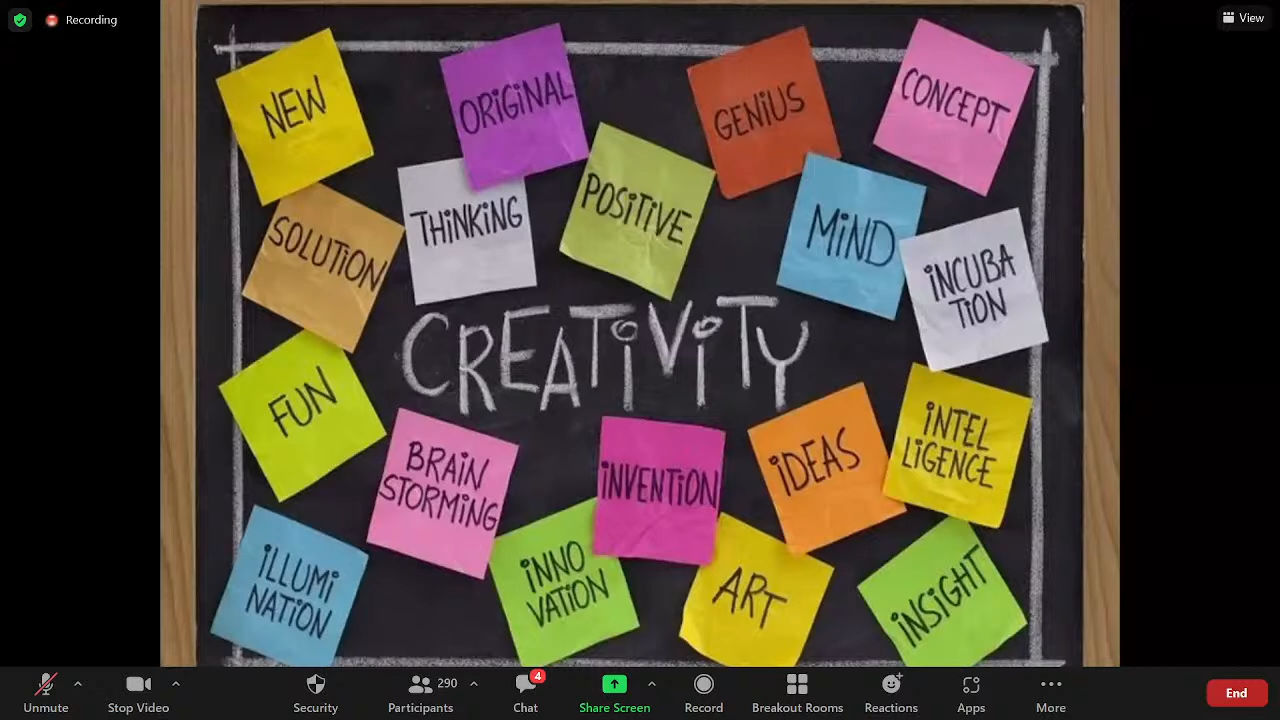 Recording
View
NEW
ORiGiNAL
GENiUS
CONCEPT
THiNKiNG
POSiTiVE
MiND
SOLUTiON
iNCUBA
TiON
CREATiViTY
FUN
BRAiN
STORMiNG
iNVENTiON
iDEAS
iNTEL
LiGENCE
iLLUMi
NATiON
iNNO
VATiON
ART
iNSiGHT
290
4
Unmute
Stop Video
Security
Participants
Chat
Share Screen
Record
Breakout Rooms
Reactions
Apps
More
End